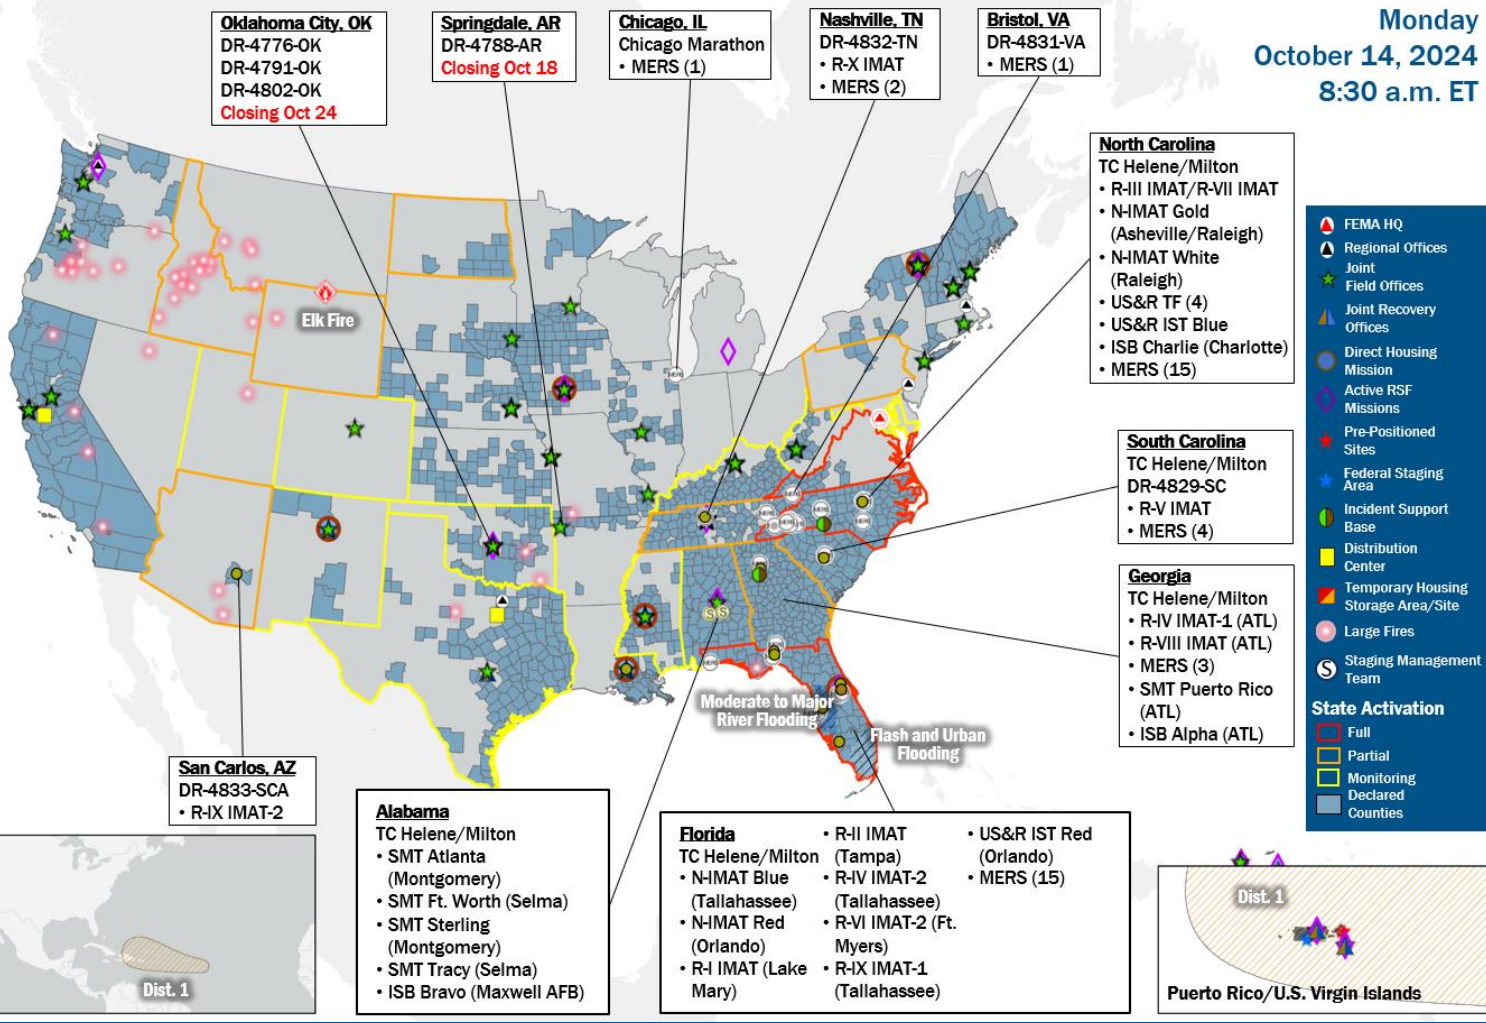 Monday
October 14, 2024
8:30 a.m. ET
Oklahoma City, OK
DR-4776-OK
DR-4791-OK
DR-4802-OK
Closing Oct 24
Springdale, AR
DR-4788-AR
Closing Oct 18
Chicago, IL
Chicago Marathon
• MERS (1)
Nashville, TN
DR-4832-TN
• R-X IMAT
• MERS (2)
Bristol, VA
DR-4831-VA
• MERS (1)
North Carolina
TC Helene/Milton
• R-III IMAT/R-VII IMAT
• N-IMAT Gold
(Asheville/Raleigh)
• N-IMAT White
(Raleigh)
• US&R TF (4)
• US&R IST Blue
• ISB Charlie (Charlotte)
• MERS (15)
South Carolina
TC Helene/Milton
DR-4829-SC
• R-V IMAT
• MERS (4)
Georgia
TC Helene/Milton
• R-IV IMAT-1 (ATL)
• R-VIII IMAT (ATL)
• MERS (3)
• SMT Puerto Rico
(ATL)
• ISB Alpha (ATL)
FEMA HQ
Regional Offices
Joint
Field Offices
Joint Recovery
Offices
Direct Housing
Mission
Active RSF
Missions
Pre-Positioned
Sites
Federal Staging
Area
Incident Support
Base
Distribution
Center
Temporary Housing
Storage Area/Site
Large Fires
S
Staging Management
Team
State Activation
Full
Partial
Monitoring
Declared
Counties
Elk Fire
MERS
MERS
MERS
MERS
MERS
MERS
MERS
S S
Moderate to Major
River Flooding
Flash and Urban
Flooding
San Carlos, AZ
DR-4833-SCA
• R-IX IMAT-2
Alabama
TC Helene/Milton
• SMT Atlanta
(Montgomery)
• SMT Ft. Worth (Selma)
• SMT Sterling
(Montgomery)
• SMT Tracy (Selma)
• ISB Bravo (Maxwell AFB)
Florida
TC Helene/Milton
• N-IMAT Blue
(Tallahassee)
• N-IMAT Red
(Orlando)
• R-I IMAT (Lake
Mary)
• R-II IMAT
(Tampa)
• R-IV IMAT-2
(Tallahassee)
• R-VI IMAT-2 (Ft.
Myers)
• R-IX IMAT-1
(Tallahassee)
• US&R IST Red
(Orlando)
• MERS (15)
Dist. 1
Dist. 1
Puerto Rico/U.S. Virgin Islands